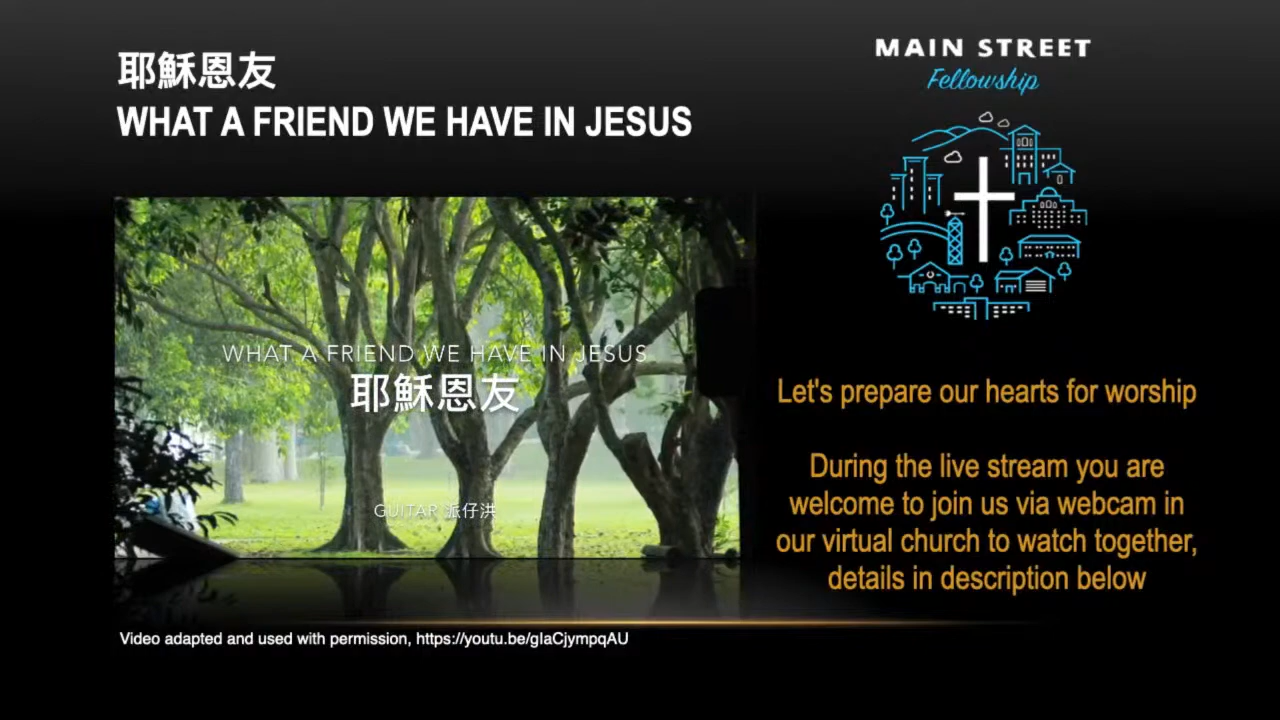 耶穌恩友
WHAT A FRIEND WE HAVE IN JESUS
MAIN STREET
Fellowship
WHAT A FRIEND WE HAVE IN JESUS
耶穌恩友
GUITAR 派仔洪
Let's prepare our hearts for worship
During the live stream you are
welcome to join us via webcam in
our virtual church to watch together,
details in description below
Video adapted and used with permission, https://youtu.be/gIaCjympqAU